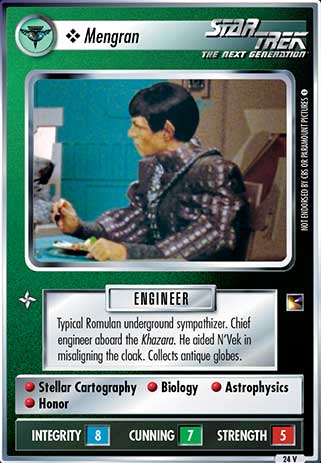 ❖ Mengran
STAR TREK
THE NEXT GENERATION®
NOT ENDORSED BY CBS OR PARAMOUNT PICTURES
ENGINEER
Typical Romulan underground sympathizer. Chief
engineer aboard the Khazara. He aided N'Vek in
misaligning the cloak. Collects antique globes.
Stellar Cartography • Biology • Astrophysics
Honor
INTEGRITY 8 CUNNING 7 STRENGTH 5
24 V